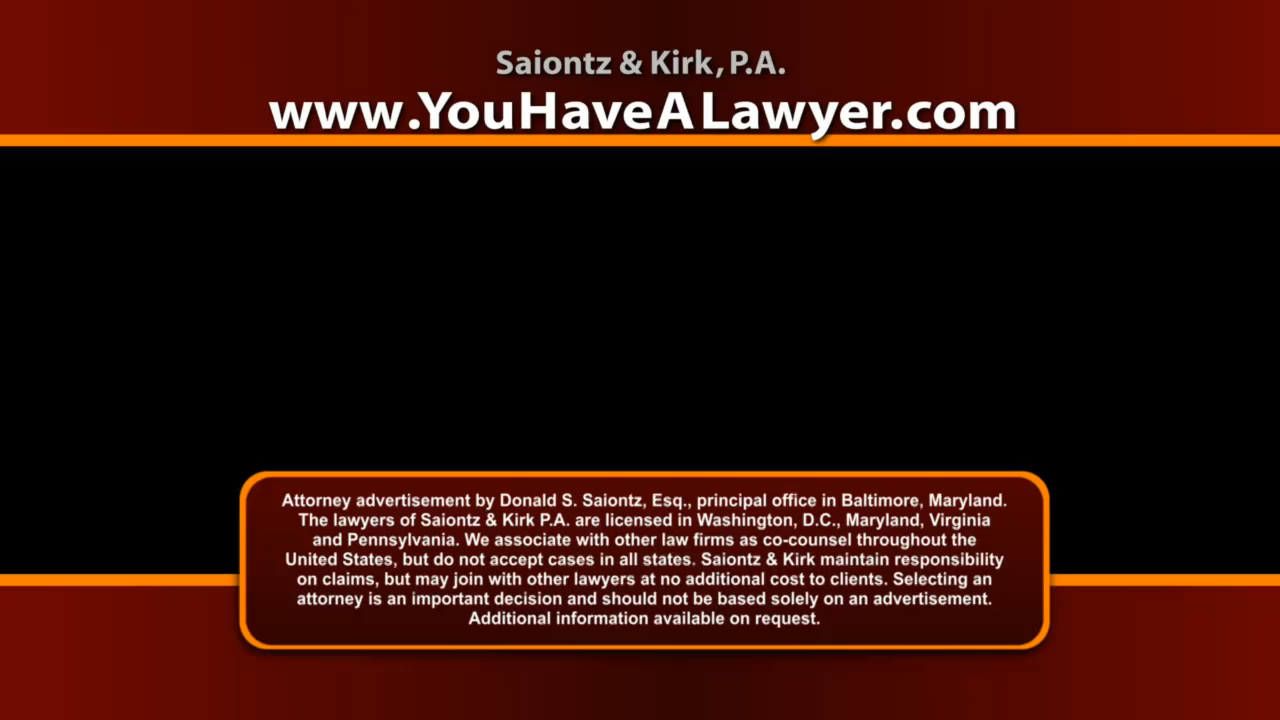 Saiontz & Kirk, P.A.
www.YouHaveALawyer.com
Attorney advertisement by Donald S. Saiontz, Esq., principal office in Baltimore, Maryland.
The lawyers of Saiontz & Kirk P.A. are licensed in Washington, D.C., Maryland, Virginia
and Pennsylvania. We associate with other law firms as co-counsel throughout the
United States, but do not accept cases in all states. Saiontz & Kirk maintain responsibility
on claims, but may join with other lawyers at no additional cost to clients. Selecting an
attorney is an important decision and should not be based solely on an advertisement.
Additional information available on request.